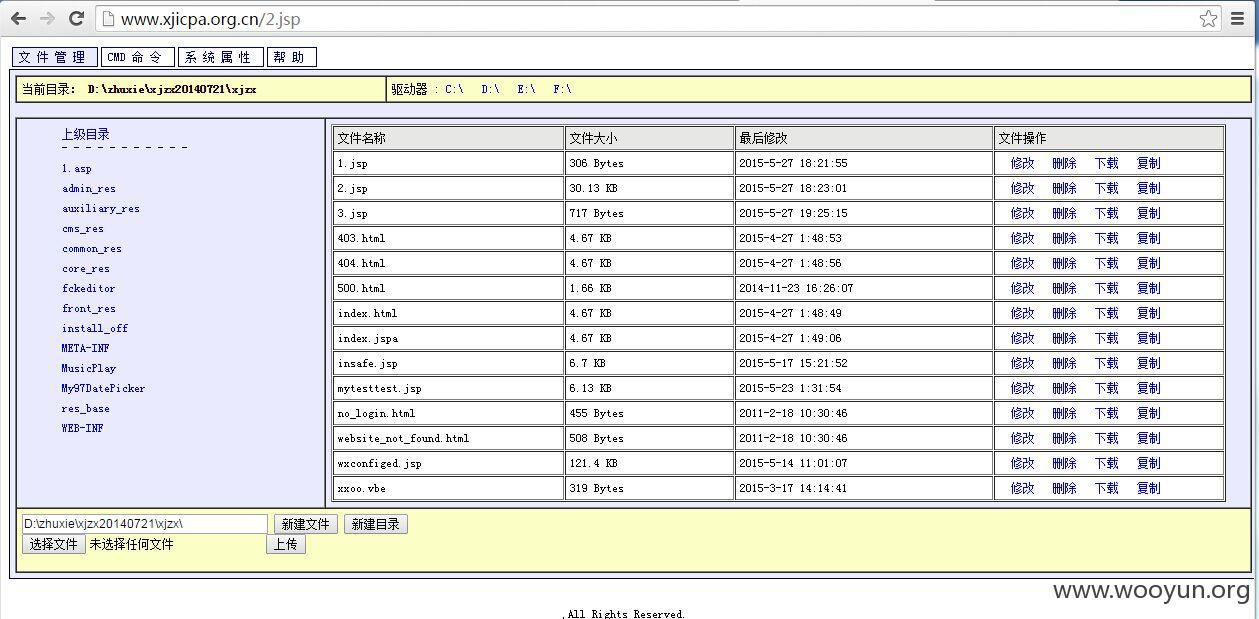 www.xjicpa.org.cn/2.jsp
文件管理 CMD命令 系统属性 帮助
当前目录: D:\zhuxie\xjzx20140721\xjzx 驱动器 : C:\ D:\ E:\ F:\
上级目录
- - - - - - - - - - -
1.asp
admin_res
auxiliary_res
cms_res
common_res
core_res
fckeditor
front_res
install_off
META-INF
MusicPlay
My97DatePicker
res_base
WEB-INF
文件名称 文件大小 最后修改 文件操作
1.jsp 306 Bytes 2015-5-27 18:21:55 修改 删除 下载 复制
2.jsp 30.13 KB 2015-5-27 18:23:01 修改 删除 下载 复制
3.jsp 717 Bytes 2015-5-27 19:25:15 修改 删除 下载 复制
403.html 4.67 KB 2015-4-27 1:48:53 修改 删除 下载 复制
404.html 4.67 KB 2015-4-27 1:48:56 修改 删除 下载 复制
500.html 1.66 KB 2014-11-23 16:26:07 修改 删除 下载 复制
index.html 4.67 KB 2015-4-27 1:48:49 修改 删除 下载 复制
index.jspa 4.67 KB 2015-4-27 1:49:06 修改 删除 下载 复制
insafe.jsp 6.7 KB 2015-5-17 15:21:52 修改 删除 下载 复制
mytesttest.jsp 6.13 KB 2015-5-23 1:31:54 修改 删除 下载 复制
no_login.html 455 Bytes 2011-2-18 10:30:46 修改 删除 下载 复制
website_not_found.html 508 Bytes 2011-2-18 10:30:46 修改 删除 下载 复制
wxconfiged.jsp 121.4 KB 2015-5-14 11:01:07 修改 删除 下载 复制
xxoo.vbe 319 Bytes 2015-3-17 14:14:41 修改 删除 下载 复制
D:\zhuxie\xjzx20140721\xjzx\ 新建文件 新建目录
选择文件 未选择任何文件 上传
www.wooyun.org
,All Rights Reserved.